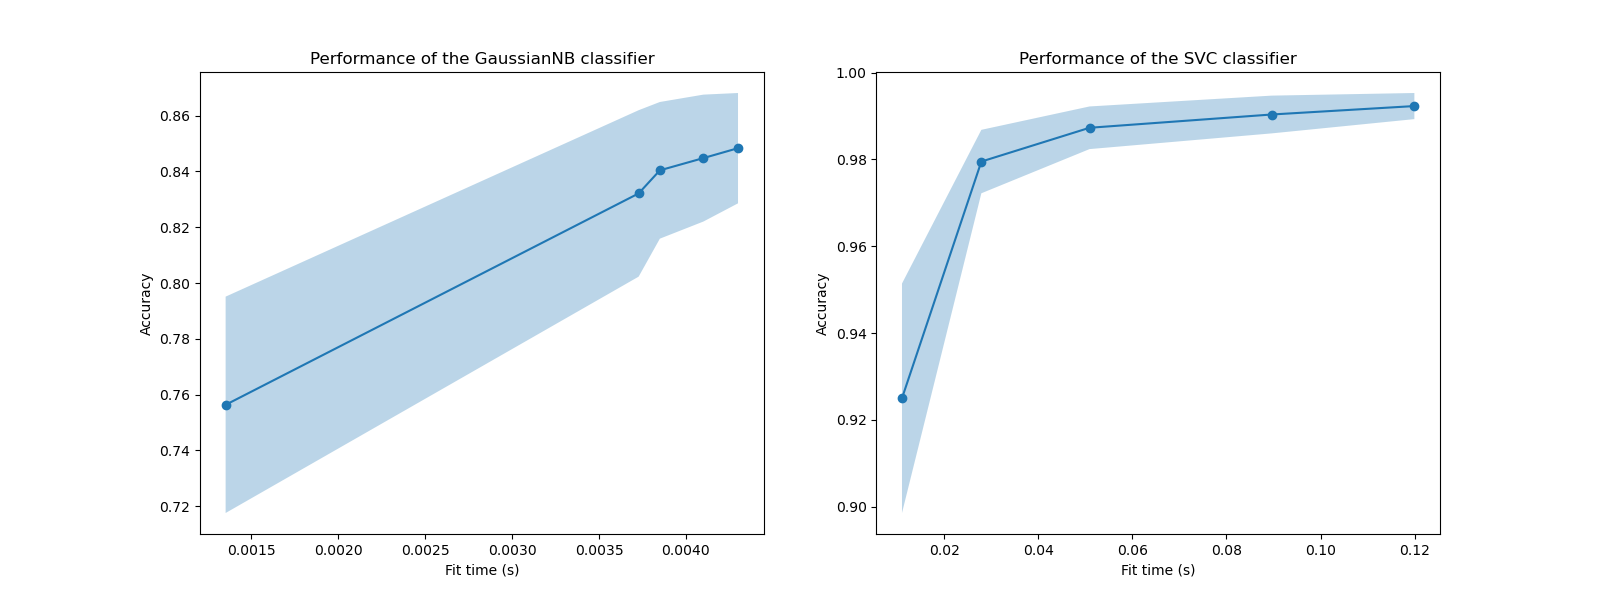 Performance of the GaussianNB classifier
0.86
0.84
0.82
0.80
0.78
0.76
0.74
0.72
Accuracy
0.0015 0.0020 0.0025 0.0030 0.0035 0.0040
Fit time (s)
Performance of the SVC classifier
1.00
0.98
0.96
0.94
0.92
0.90
Accuracy
0.02 0.04 0.06 0.08 0.10 0.12
Fit time (s)